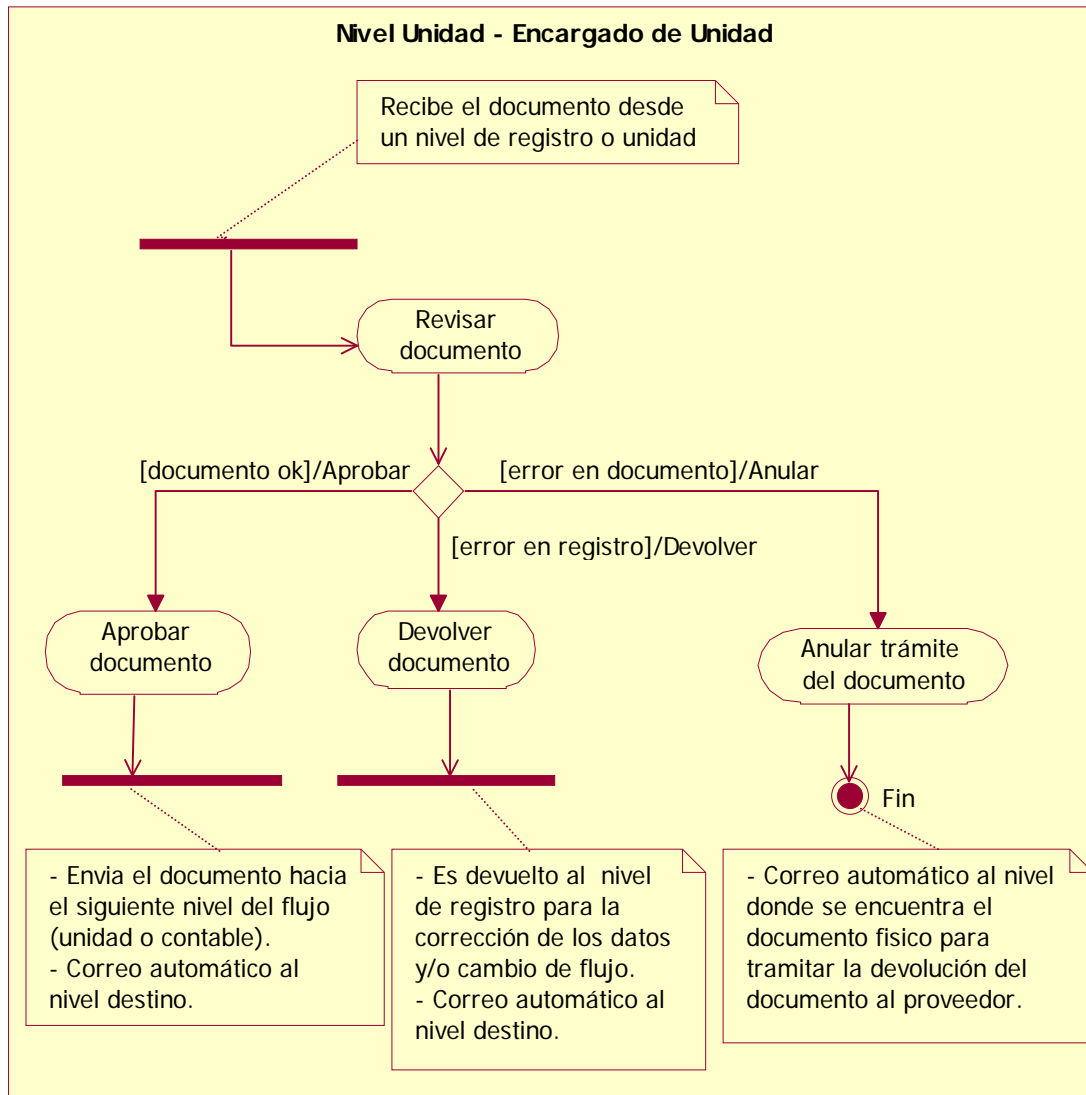 Nivel Unidad - Encargado de Unidad
Recibe el documento desde
un nivel de registro o unidad
Revisar
documento
[documento ok]/Aprobar
[error en documento]/Anular
[error en registro]/Devolver
Aprobar
documento
Devolver
documento
Anular trámite
del documento
Fin
- Envia el documento hacia
el siguiente nivel del flujo
(unidad o contable).
- Correo automático al
nivel destino.
- Es devuelto al nivel
de registro para la
corrección de los datos
y/o cambio de flujo.
- Correo automático al
nivel destino.
- Correo automático al nivel
donde se encuentra el
documento fisico para
tramitar la devolución del
documento al proveedor.